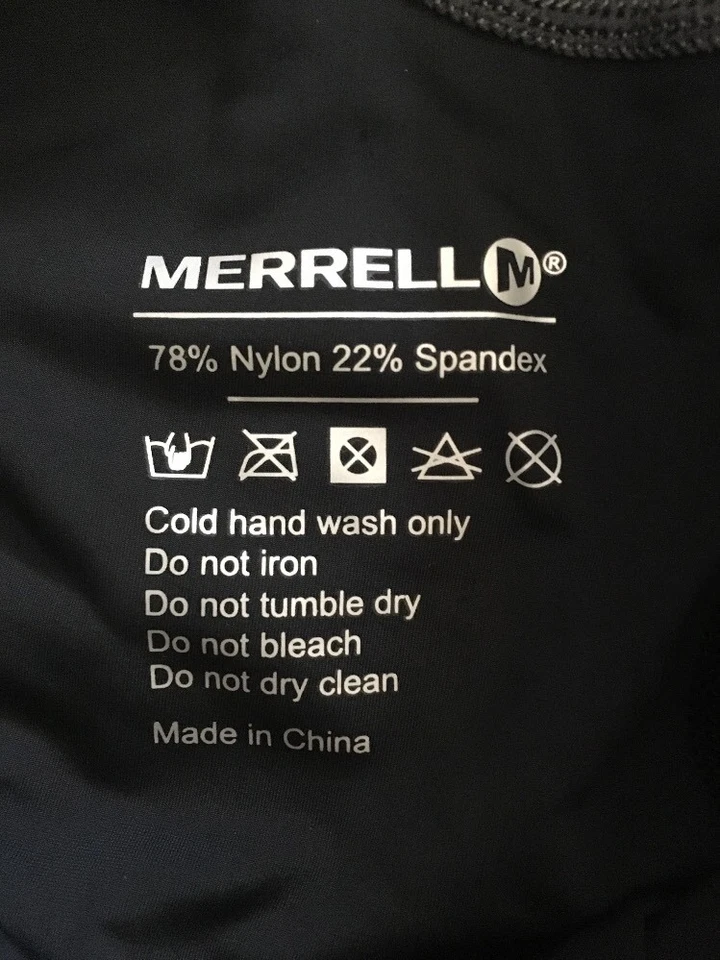 MERRELL M®
78% Nylon 22% Spandex
Cold hand wash only
Do not iron
Do not tumble dry
Do not bleach
Do not dry clean
Made in China